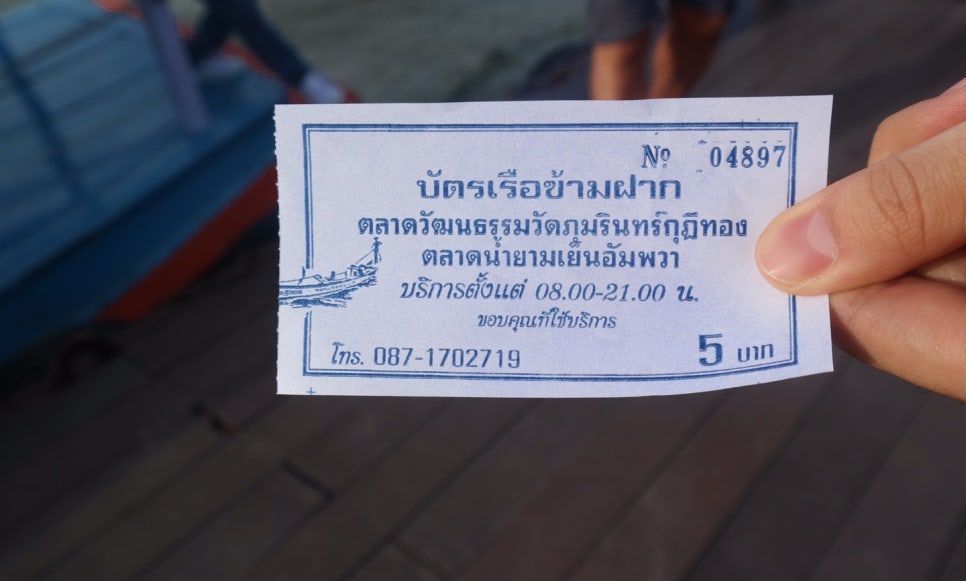 Nº 04897
บัตรเรือข้ามฝาก
ตลาดวัฒนธรรมวัดภุมรินทร์กุฎีทอง
ตลาดน้ำยามเย็นอัมพวา
บริการตั้งแต่ 08.00-21.00 น.
ขอบคุณที่ใช้บริการ
โทร. 087-1702719
5 บาท